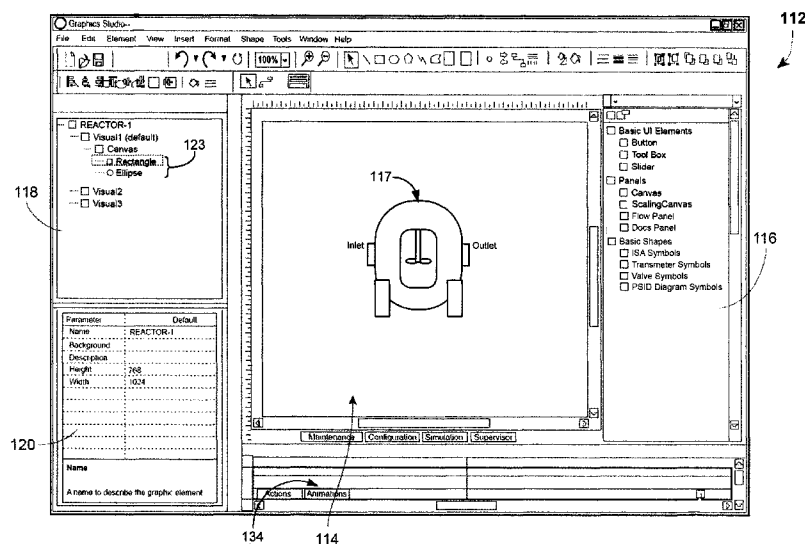 112
Graphics Studio--
File Edit Element View Insert Format Shape Tools Window Help
100%
REACTOR-1
Visual1 (default)
Canvas
Rectangle
Ellipse
Visual2
Visual3
123
118
117
Inlet
Outlet
Basic UI Elements
Button
Tool Box
Slider
Panels
Canvas
ScalingCanvas
Flow Panel
Docs Panel
Basic Shapes
ISA Symbols
Transmeter Symbols
Valve Symbols
PSID Diagram Symbols
116
Parameter Default
Name REACTOR-1
Background
Description
Height 768
Width 1024
120
Name
A name to describe the graphic element
Maintenance Configuration Simulation Supervisor
Actions Animations
134
114